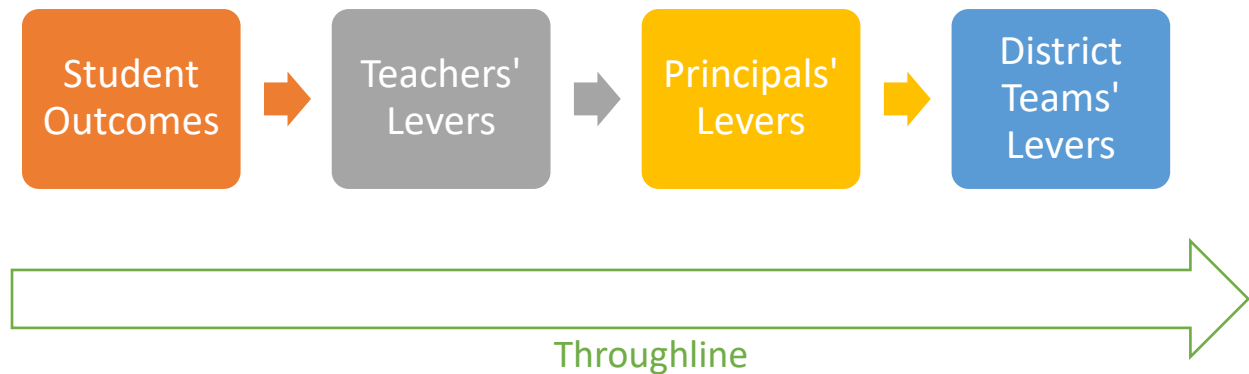 Student
Outcomes
Teachers'
Levers
Principals'
Levers
District
Teams'
Levers
Throughline